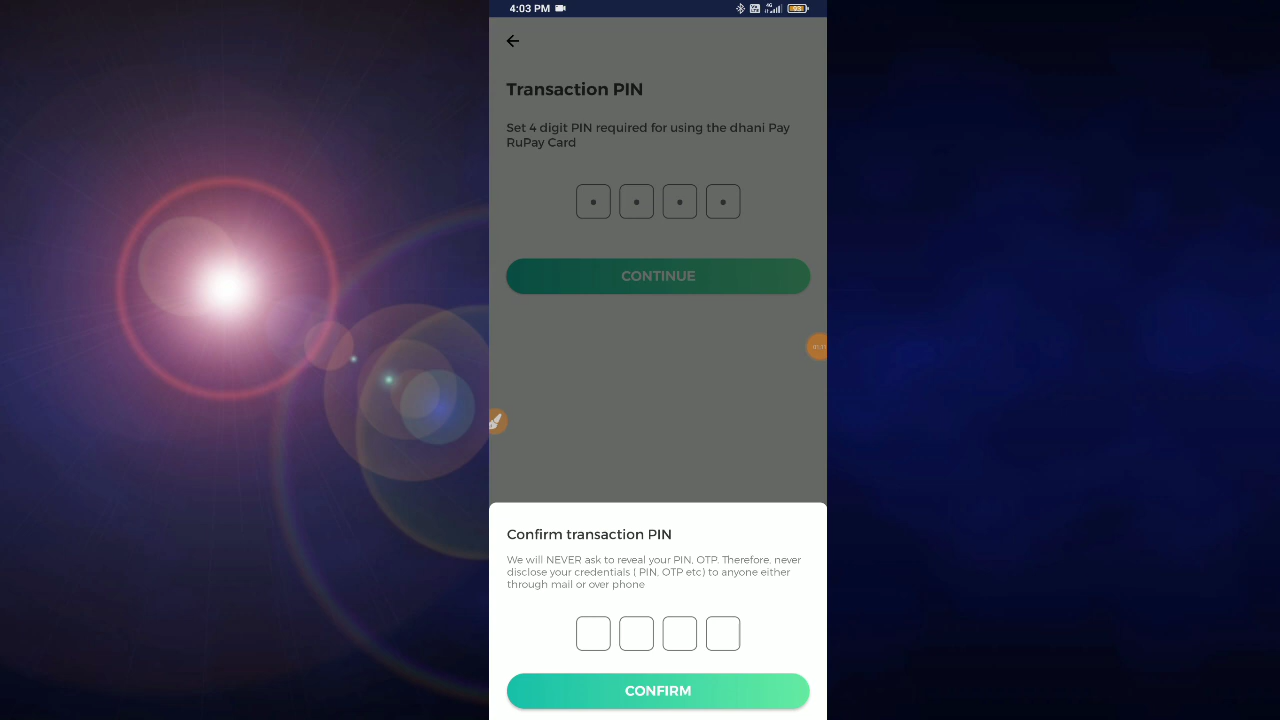 4:03 PM
4G
93
Transaction PIN
Set 4 digit PIN required for using the dhani Pay
RuPay Card
CONTINUE
Confirm transaction PIN
We will NEVER ask to reveal your PIN, OTP. Therefore, never
disclose your credentials ( PIN, OTP etc) to anyone either
through mail or over phone
CONFIRM